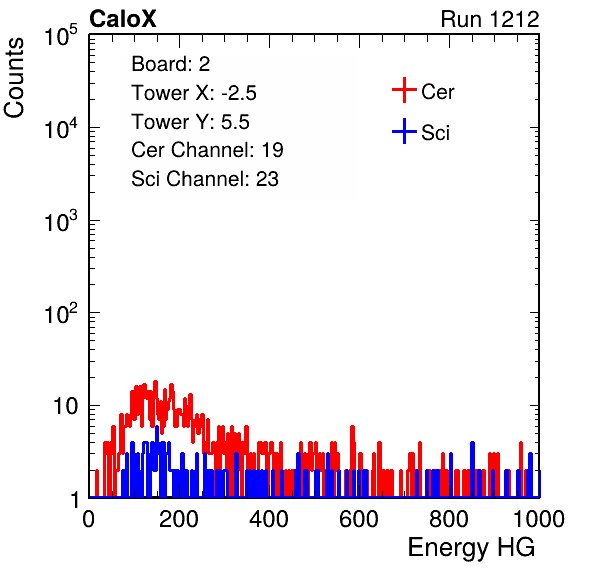 CaloX Run 1212
Counts
Board: 2
Tower X: -2.5
Tower Y: 5.5
Cer Channel: 19
Sci Channel: 23
Cer
Sci
10^5
10^4
10^3
10^2
10
1
0 200 400 600 800 1000
Energy HG